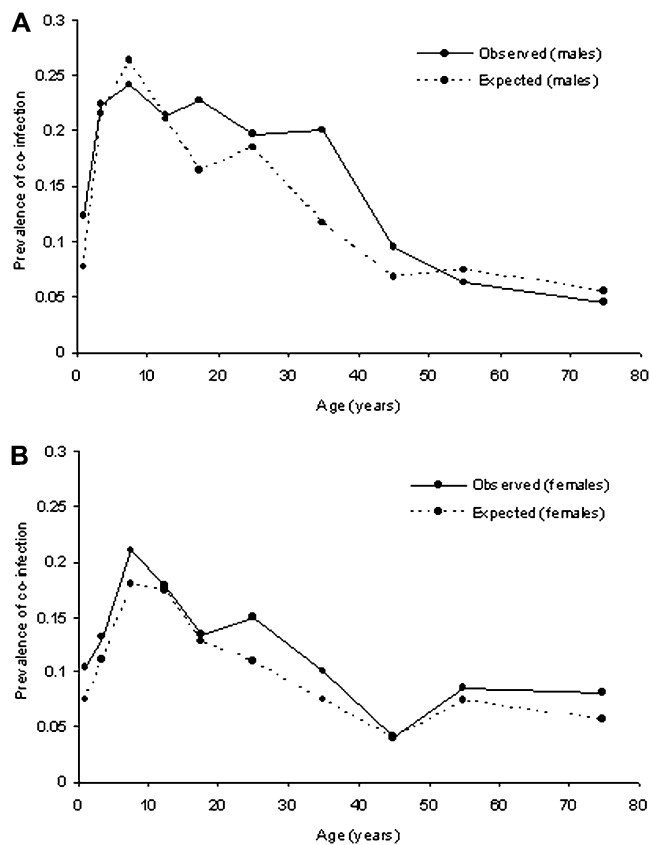 A
Observed (males)
Expected (males)
Prevalence of co-infection
0.3
0.25
0.2
0.15
0.1
0.05
0
0 10 20 30 40 50 60 70 80
Age (years)
B
Observed (females)
Expected (females)
Prevalence of co-infection
0.3
0.25
0.2
0.15
0.1
0.05
0
0 10 20 30 40 50 60 70 80
Age (years)